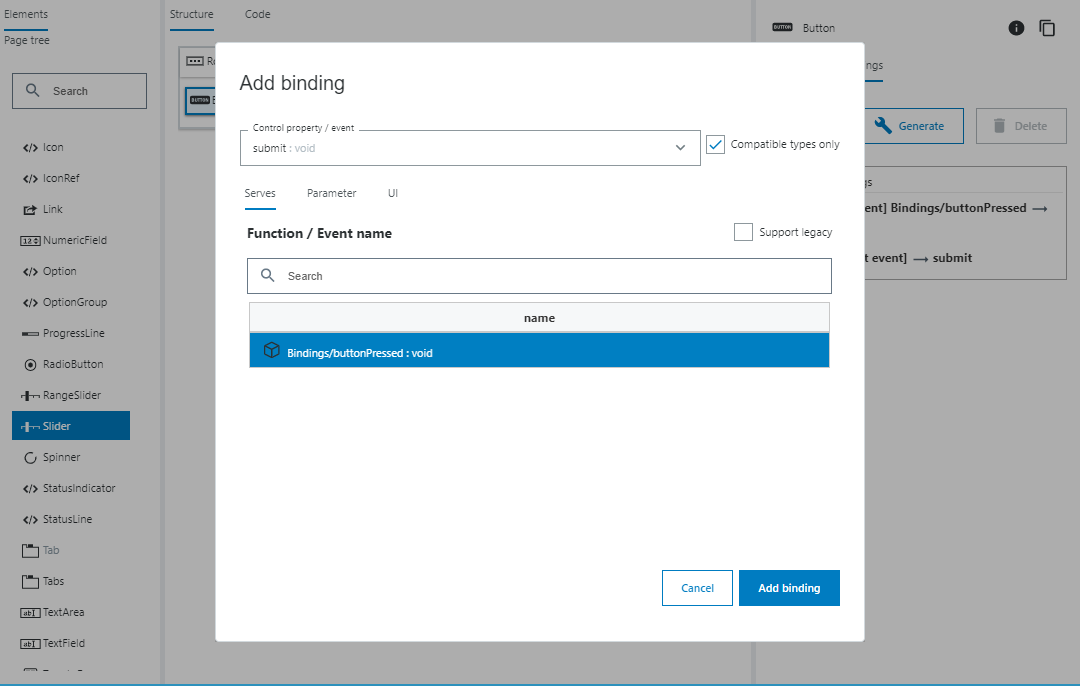 Elements
Page tree
Search
Icon
IconRef
Link
NumericField
Option
OptionGroup
ProgressLine
RadioButton
RangeSlider
Slider
Spinner
StatusIndicator
StatusLine
Tab
Tabs
TextArea
TextField
Structure Code
BUTTON
Add binding
Control property / event
submit : void
Compatible types only
Serves Parameter UI
Function / Event name
Support legacy
Search
name
Bindings/buttonPressed : void
Cancel Add binding
BUTTON Button
ngs
Generate Delete
gs
ent] Bindings/buttonPressed →
t event] → submit